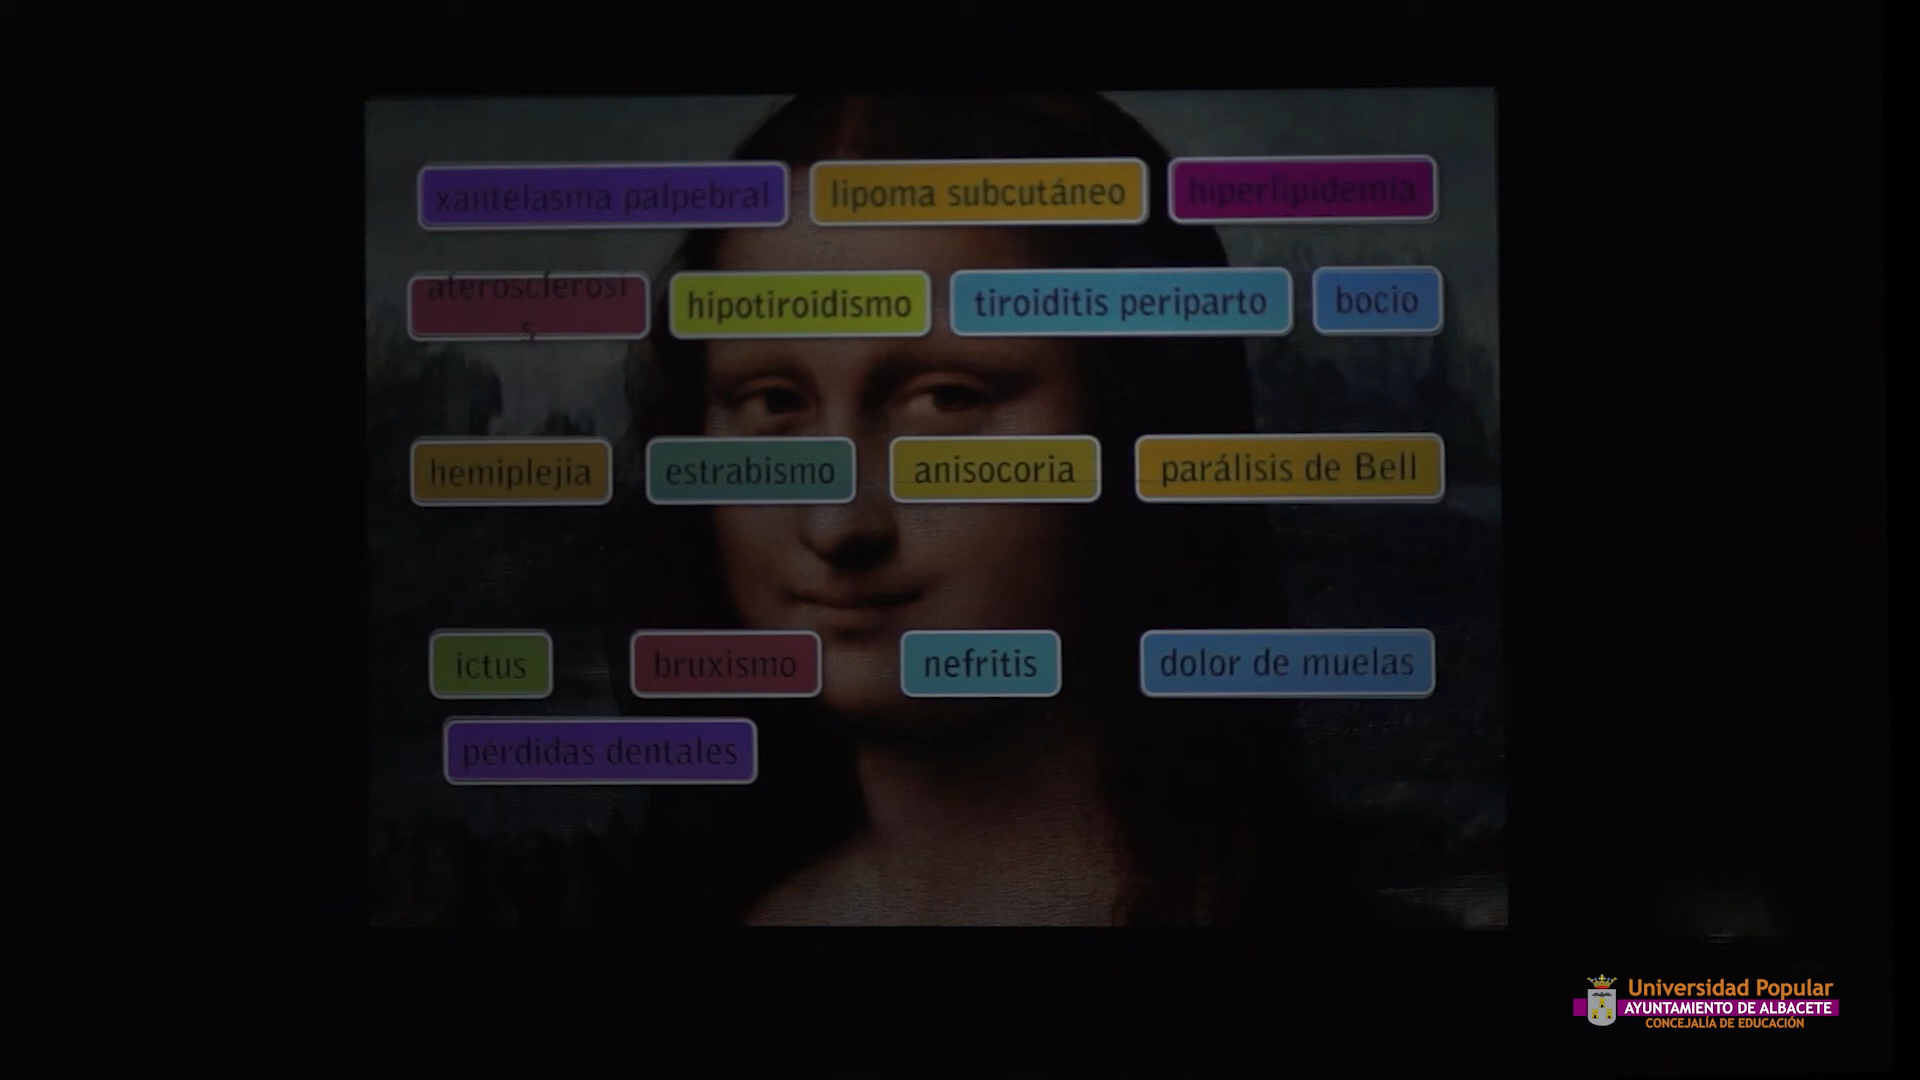 xantelasma palpebral
lipoma subcutáneo
hiperlipidemia
aterosclerosi
s
hipotiroidismo
tiroiditis periparto
bocio
hemiplejia
estrabismo
anisocoria
parálisis de Bell
ictus
bruxismo
nefritis
dolor de muelas
pérdidas dentales
Universidad Popular
AYUNTAMIENTO DE ALBACETE
CONCEJALÍA DE EDUCACIÓN